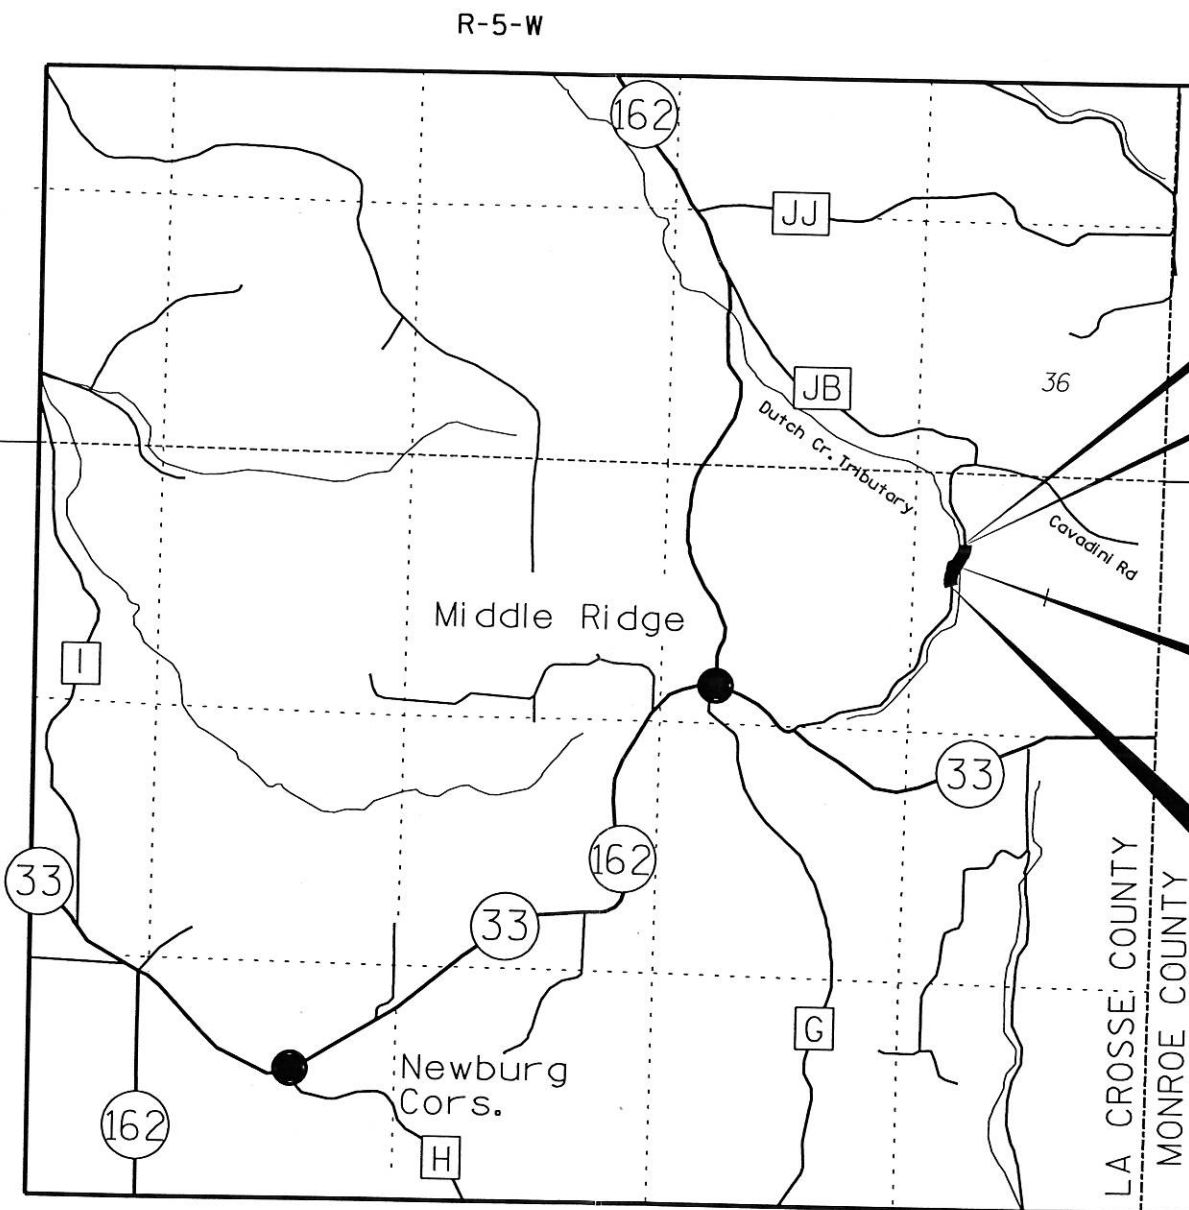 R-5-W
162
JJ
JB
36
Dutch Cr. Tributary
Cavadini Rd
Middle Ridge
I
33
162
33
33
G
Newburg
Cors.
162
H
LA CROSSE COUNTY
MONROE COUNTY